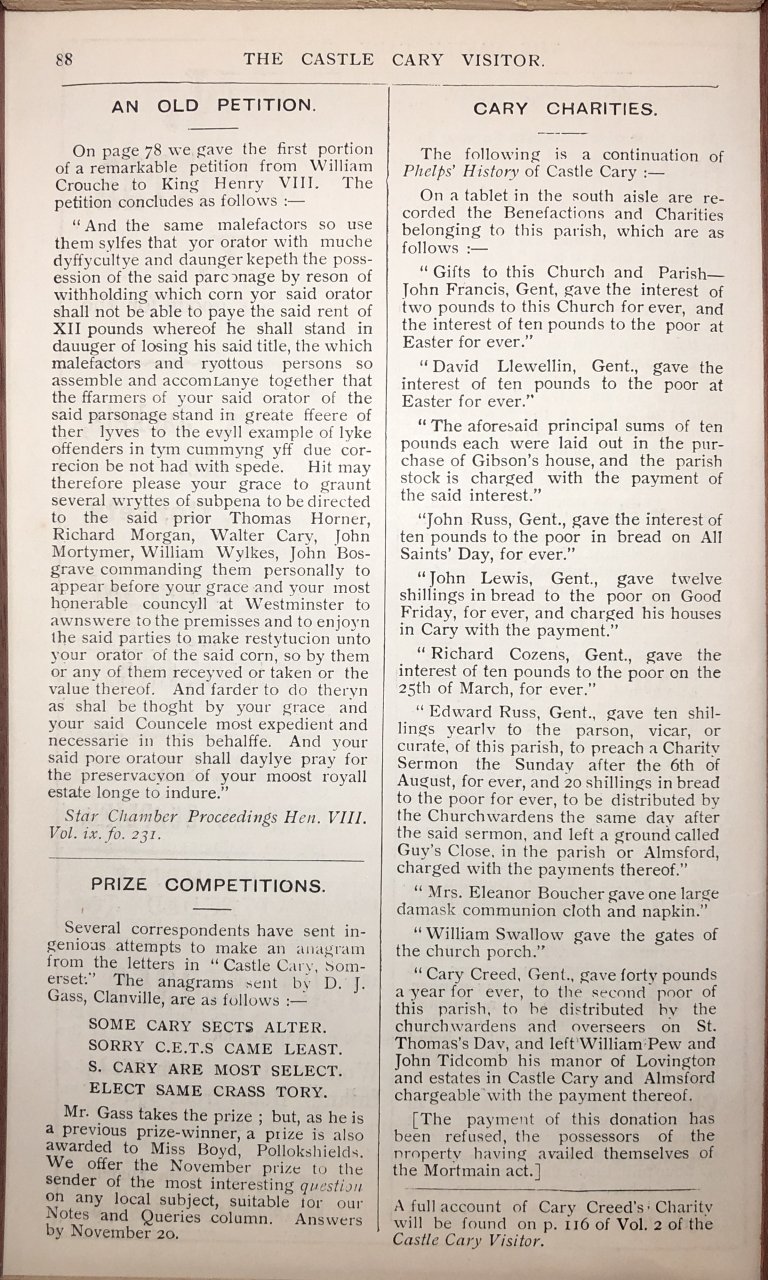 88
THE CASTLE CARY VISITOR.
AN OLD PETITION.
On page 78 we gave the first portion
of a remarkable petition from William
Crouche to King Henry VIII. The
petition concludes as follows :—
“ And the same malefactors so use
them sylfes that yor orator with muche
dyffycultye and daunger kepeth the poss-
ession of the said parconage by reson of
withholding which corn yor said orator
shall not be able to paye the said rent of
XII pounds whereof he shall stand in
dauuger of losing his said title, the which
malefactors and ryottous persons so
assemble and accomLanye together that
the ffarmers of your said orator of the
said parsonage stand in greate ffeere of
ther lyves to the evyll example of lyke
offenders in tym cummyng yff due cor-
recion be not had with spede. Hit may
therefore please your grace to graunt
several wryttes of subpena to be directed
to the said prior Thomas Horner,
Richard Morgan, Walter Cary, John
Mortymer, William Wylkes, John Bos-
grave commanding them personally to
appear before your grace and your most
honerable councyll at Westminster to
awnswere to the premisses and to enjoyn
the said parties to make restytucion unto
your orator of the said corn, so by them
or any of them receyved or taken or the
value thereof. And farder to do theryn
as shal be thoght by your grace and
your said Councele most expedient and
necessarie in this behalffe. And your
said pore oratour shall daylye pray for
the preservacyon of your moost royall
estate longe to indure.”
Star Chamber Proceedings Hen. VIII.
Vol. ix. fo. 231.
PRIZE COMPETITIONS.
Several correspondents have sent in-
genious attempts to make an anagram
from the letters in “ Castle Cary, Som-
erset:” The anagrams sent by D. J.
Gass, Clanville, are as follows :—
SOME CARY SECTS ALTER.
SORRY C.E.T.S CAME LEAST.
S. CARY ARE MOST SELECT.
ELECT SAME CRASS TORY.
Mr. Gass takes the prize ; but, as he is
a previous prize-winner, a prize is also
awarded to Miss Boyd, Pollokshields.
We offer the November prize to the
sender of the most interesting question
on any local subject, suitable for our
Notes and Queries column. Answers
by November 20.
CARY CHARITIES.
The following is a continuation of
Phelps’ History of Castle Cary :—
On a tablet in the south aisle are re-
corded the Benefactions and Charities
belonging to this parish, which are as
follows :—
“ Gifts to this Church and Parish—
John Francis, Gent, gave the interest of
two pounds to this Church for ever, and
the interest of ten pounds to the poor at
Easter for ever.”
“ David Llewellin, Gent., gave the
interest of ten pounds to the poor at
Easter for ever.”
“ The aforesaid principal sums of ten
pounds each were laid out in the pur-
chase of Gibson’s house, and the parish
stock is charged with the payment of
the said interest.”
“John Russ, Gent., gave the interest of
ten pounds to the poor in bread on All
Saints’ Day, for ever.”
“John Lewis, Gent., gave twelve
shillings in bread to the poor on Good
Friday, for ever, and charged his houses
in Cary with the payment.”
“ Richard Cozens, Gent., gave the
interest of ten pounds to the poor on the
25th of March, for ever.”
“ Edward Russ, Gent., gave ten shil-
lings yearly to the parson, vicar, or
curate, of this parish, to preach a Charity
Sermon the Sunday after the 6th of
August, for ever, and 20 shillings in bread
to the poor for ever, to be distributed by
the Churchwardens the same day after
the said sermon, and left a ground called
Guy’s Close, in the parish or Almsford,
charged with the payments thereof.”
“ Mrs. Eleanor Boucher gave one large
damask communion cloth and napkin.”
“ William Swallow gave the gates of
the church porch.”
“ Cary Creed, Gent., gave forty pounds
a year for ever, to the second poor of
this parish, to be distributed by the
churchwardens and overseers on St.
Thomas’s Day, and left William Pew and
John Tidcomb his manor of Lovington
and estates in Castle Cary and Almsford
chargeable with the payment thereof.
[The payment of this donation has
been refused, the possessors of the
property having availed themselves of
the Mortmain act.]
A full account of Cary Creed’s Charity
will be found on p. 116 of Vol. 2 of the
Castle Cary Visitor.